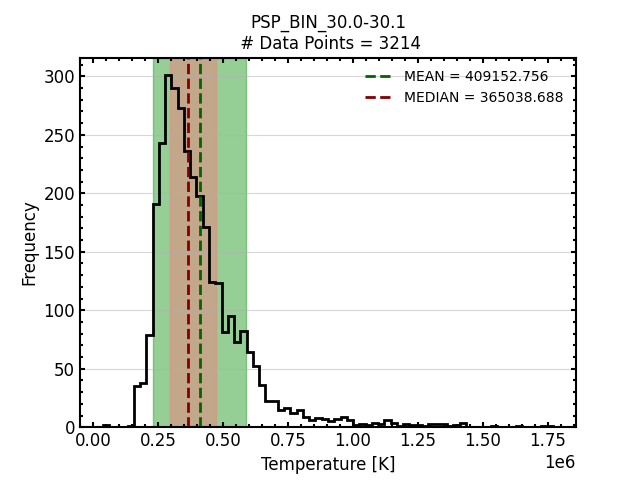 PSP_BIN_30.0-30.1
# Data Points = 3214
MEAN = 409152.756
MEDIAN = 365038.688
Frequency
300
250
200
150
100
50
0
0.00 0.25 0.50 0.75 1.00 1.25 1.50 1.75
1e6
Temperature [K]